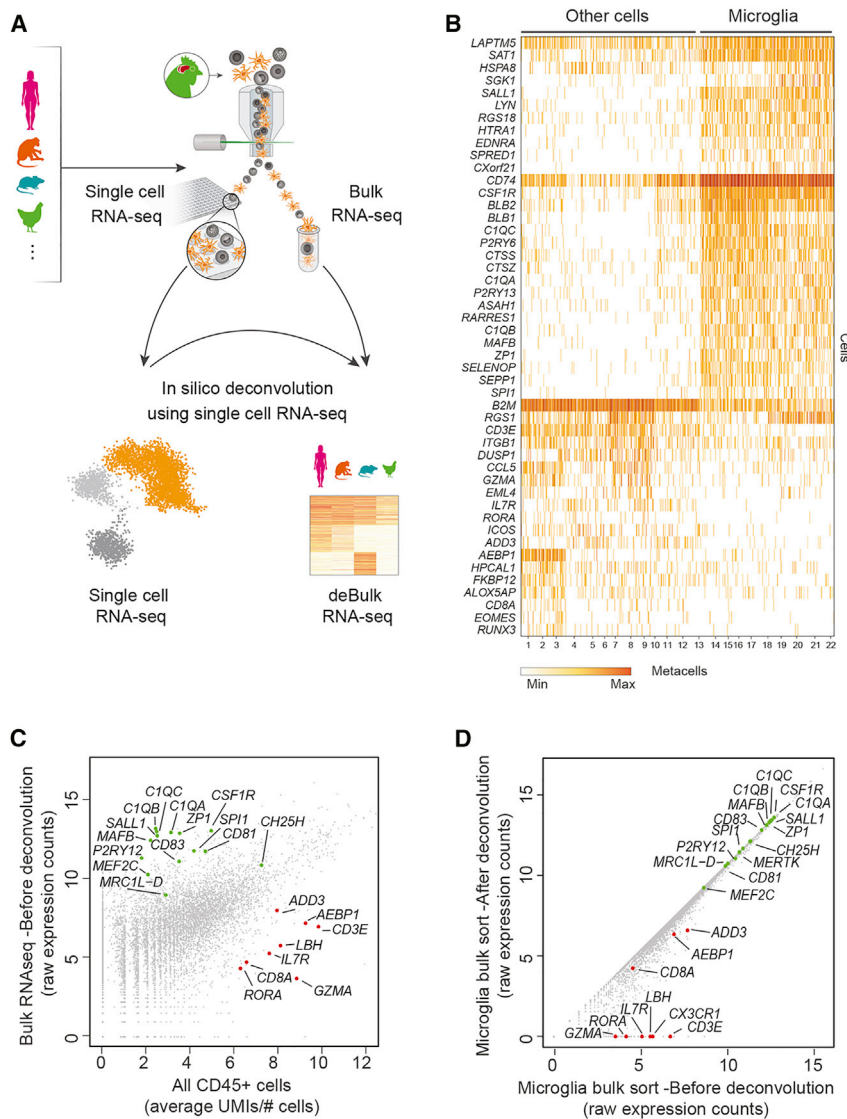 A
Single cell
RNA-seq
Bulk
RNA-seq
In silico deconvolution
using single cell RNA-seq
Single cell
RNA-seq
deBulk
RNA-seq
B
Other cells
Microglia
LAPTM5
SAT1
HSPA8
SGK1
SALL1
LYN
RGS18
HTRA1
EDNRA
SPRED1
CXorf21
CD74
CSF1R
BLB2
BLB1
C1QC
P2RY6
CTSS
CTSZ
C1QA
P2RY13
ASAH1
RARRES1
C1QB
MAFB
ZP1
SELENOP
SEPP1
SPI1
B2M
RGS1
CD3E
ITGB1
DUSP1
CCL5
GZMA
EML4
IL7R
RORA
ICOS
ADD3
AEBP1
HPCAL1
FKBP12
ALOX5AP
CD8A
EOMES
RUNX3
Cells
1 2 3 4 5 6 7 8 9 10 11 12 13 14 15 16 17 18 19 20 21 22
Min Max
Metacells
C
Bulk RNAseq -Before deconvolution
(raw expression counts)
15
10
5
0
C1QC
C1QB
C1QA
ZP1
CSF1R
SALL1
SPI1
CH25H
MAFB
CD83
CD81
P2RY12
MEF2C
MRC1L-D
ADD3
AEBP1
CD3E
LBH
IL7R
CD8A
RORA
GZMA
0 2 4 6 8 10 12
All CD45+ cells
(average UMIs/# cells)
D
Microglia bulk sort -After deconvolution
(raw expression counts)
15
10
5
0
C1QC
C1QB
CSF1R
MAFB
C1QA
CD83
SALL1
SPI1
ZP1
P2RY12
CH25H
MRC1L-D
MERTK
CD81
MEF2C
ADD3
AEBP1
CD8A
LBH
IL7R
CX3CR1
RORA
CD3E
GZMA
0 5 10 15
Microglia bulk sort -Before deconvolution
(raw expression counts)